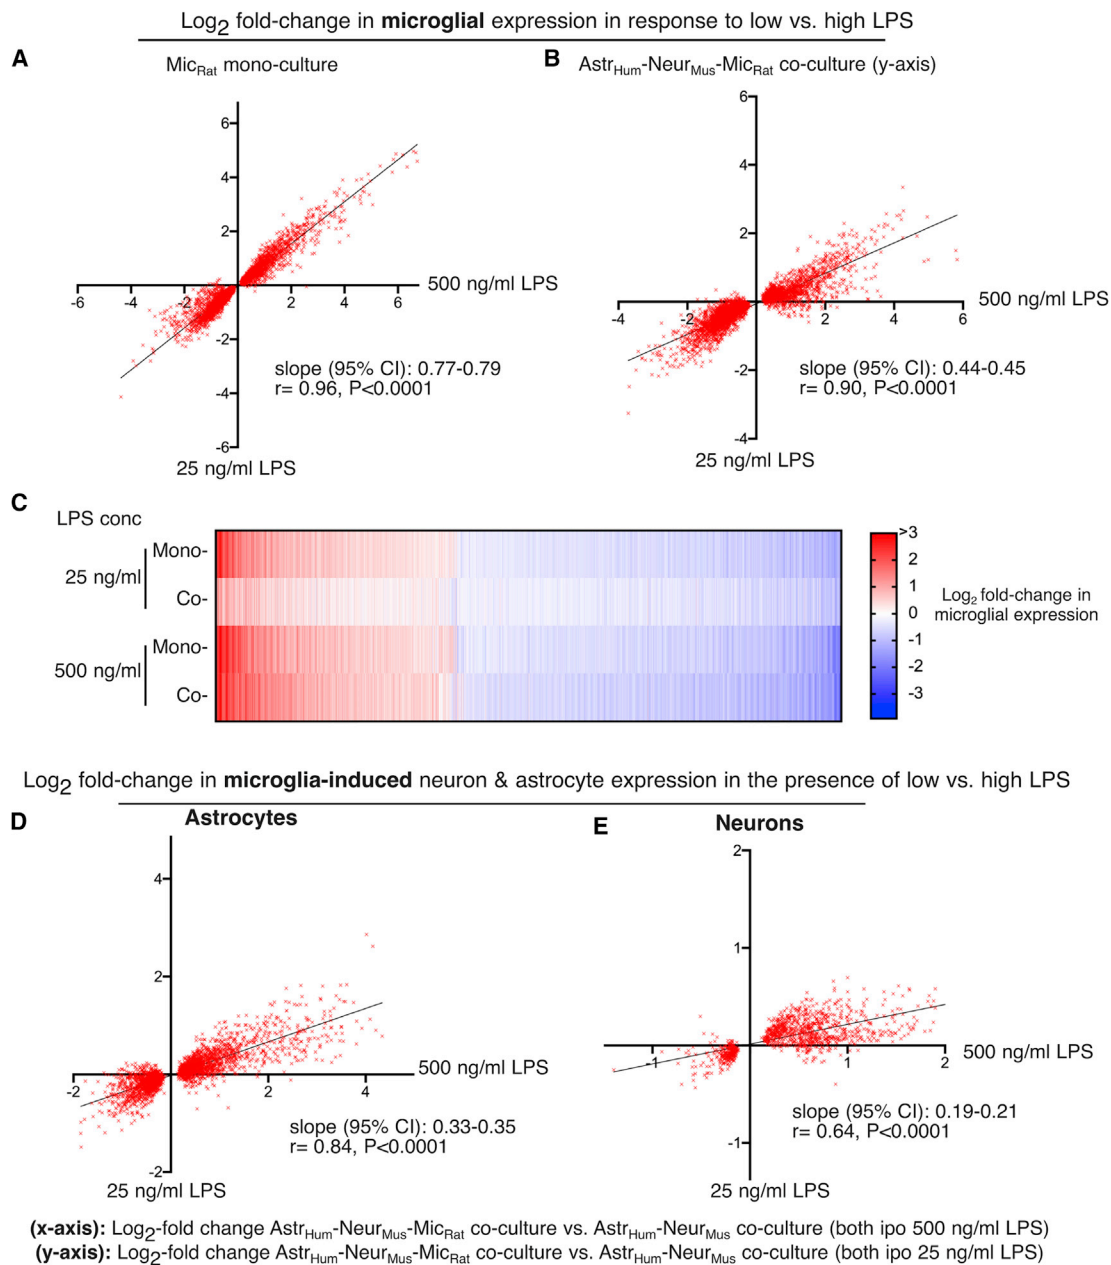 Log2 fold-change in microglial expression in response to low vs. high LPS
A
MicRat mono-culture
6
4
2
-6 -4 -2 2 4 6
500 ng/ml LPS
-2
-4
-6
slope (95% CI): 0.77-0.79
r= 0.96, P<0.0001
25 ng/ml LPS
B
AstrHum-NeurMus-MicRat co-culture (y-axis)
6
4
2
-4 -2 2 4 6
500 ng/ml LPS
-2
-4
slope (95% CI): 0.44-0.45
r= 0.90, P<0.0001
25 ng/ml LPS
C
LPS conc
25 ng/ml
Mono-
Co-
500 ng/ml
Mono-
Co-
>3
2
1
0
-1
-2
-3
Log2 fold-change in
microglial expression
Log2 fold-change in microglia-induced neuron & astrocyte expression in the presence of low vs. high LPS
D
Astrocytes
4
2
-2 2 4
500 ng/ml LPS
-2
slope (95% CI): 0.33-0.35
r= 0.84, P<0.0001
25 ng/ml LPS
E
Neurons
2
1
-1 1 2
500 ng/ml LPS
-1
slope (95% CI): 0.19-0.21
r= 0.64, P<0.0001
25 ng/ml LPS
(x-axis): Log2-fold change AstrHum-NeurMus-MicRat co-culture vs. AstrHum-NeurMus co-culture (both ipo 500 ng/ml LPS)
(y-axis): Log2-fold change AstrHum-NeurMus-MicRat co-culture vs. AstrHum-NeurMus co-culture (both ipo 25 ng/ml LPS)